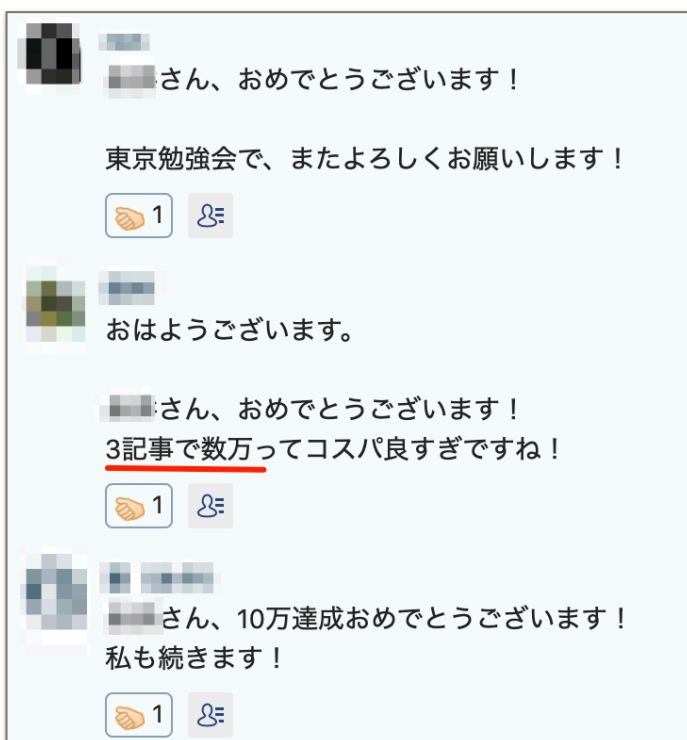 さん、おめでとうございます！
東京勉強会で、またよろしくお願いします！
1
おはようございます。
さん、おめでとうございます！
3記事で数万ってコスパ良すぎですね！
1
さん、10万達成おめでとうございます！
私も続きます！
1